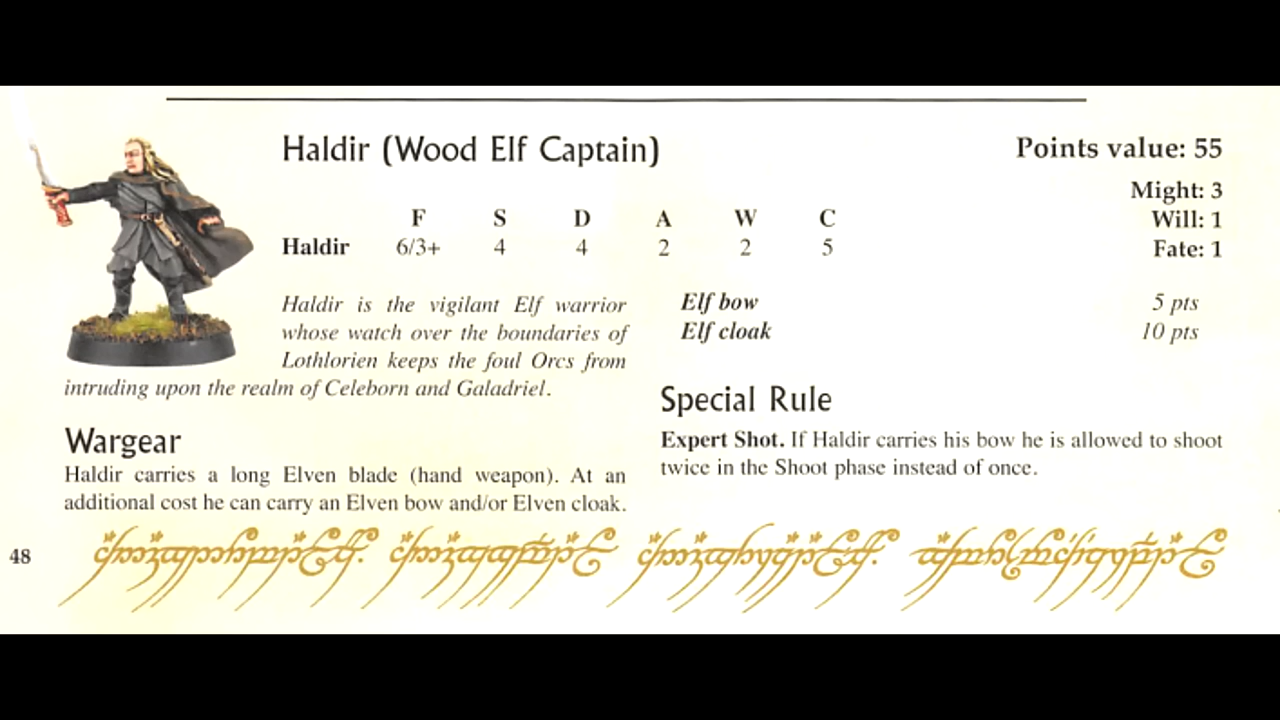 Haldir (Wood Elf Captain)
Points value: 55
Might: 3
Will: 1
Fate: 1
F S D A W C
Haldir 6/3+ 4 4 2 2 5
Haldir is the vigilant Elf warrior
whose watch over the boundaries of
Lothlorien keeps the foul Orcs from
intruding upon the realm of Celeborn and Galadriel.
Wargear
Haldir carries a long Elven blade (hand weapon). At an
additional cost he can carry an Elven bow and/or Elven cloak.
Elf bow 5 pts
Elf cloak 10 pts
Special Rule
Expert Shot. If Haldir carries his bow he is allowed to shoot
twice in the Shoot phase instead of once.
48